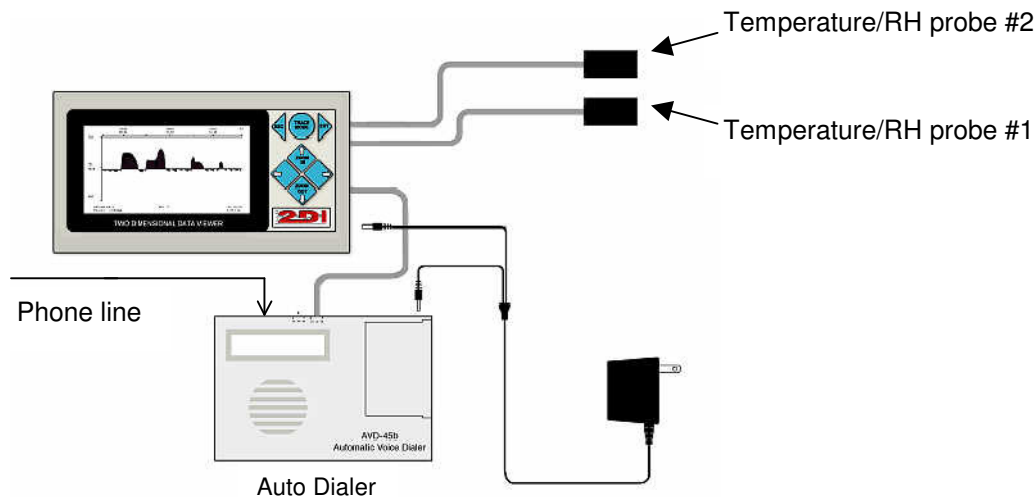 Temperature/RH probe #2
Temperature/RH probe #1
TRACE
MODE
ZOOM
IN
ZOOM
OUT
2DI
TWO DIMENSIONAL DATA VIEWER
Phone line
AVD-45b
Automatic Voice Dialer
Auto Dialer